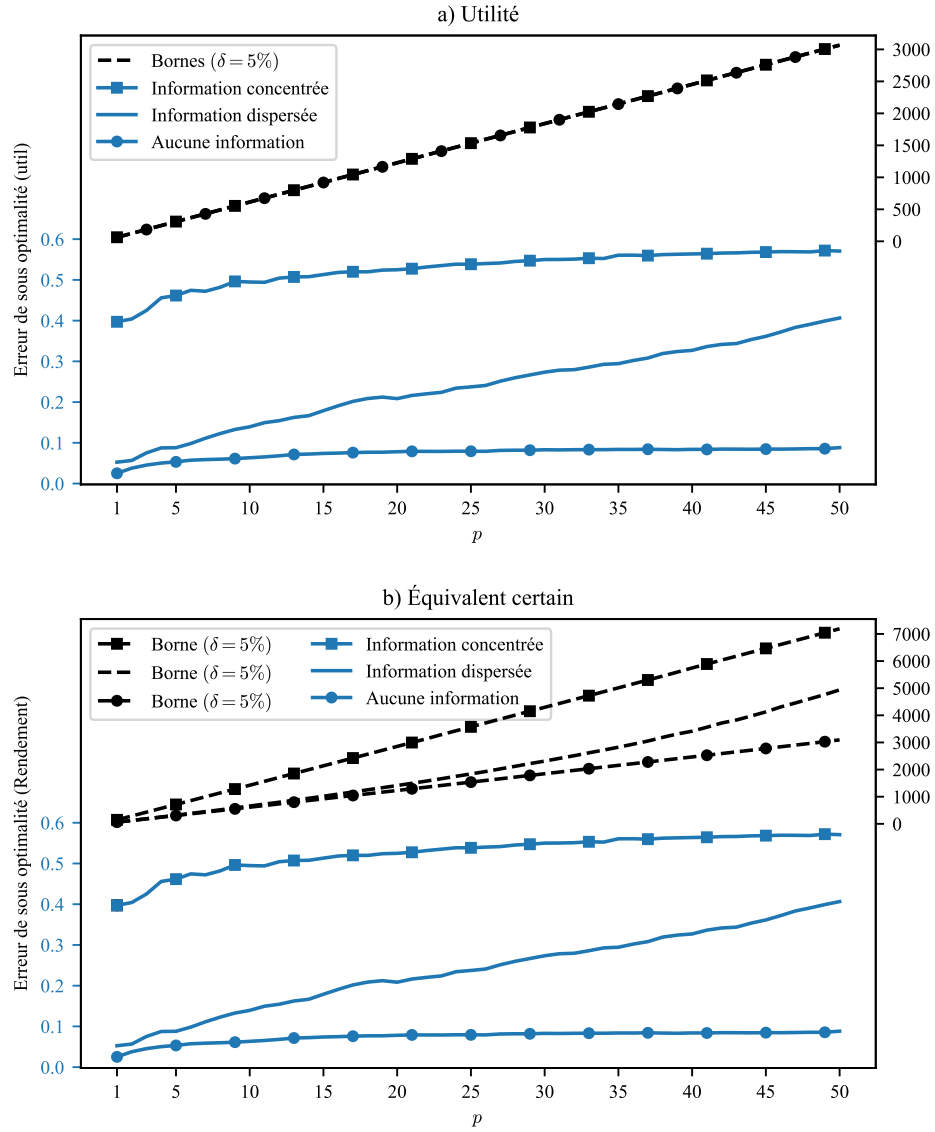 a) Utilité
Bornes (δ = 5%)
Information concentrée
Information dispersée
Aucune information
3000
2500
2000
1500
1000
500
0
Erreur de sous optimalité (util)
0.6
0.5
0.4
0.3
0.2
0.1
0.0
1 5 10 15 20 25 30 35 40 45 50
p
b) Équivalent certain
Borne (δ = 5%) Information concentrée
Borne (δ = 5%) Information dispersée
Borne (δ = 5%) Aucune information
7000
6000
5000
4000
3000
2000
1000
0
Erreur de sous optimalité (Rendement)
0.6
0.5
0.4
0.3
0.2
0.1
0.0
1 5 10 15 20 25 30 35 40 45 50
p